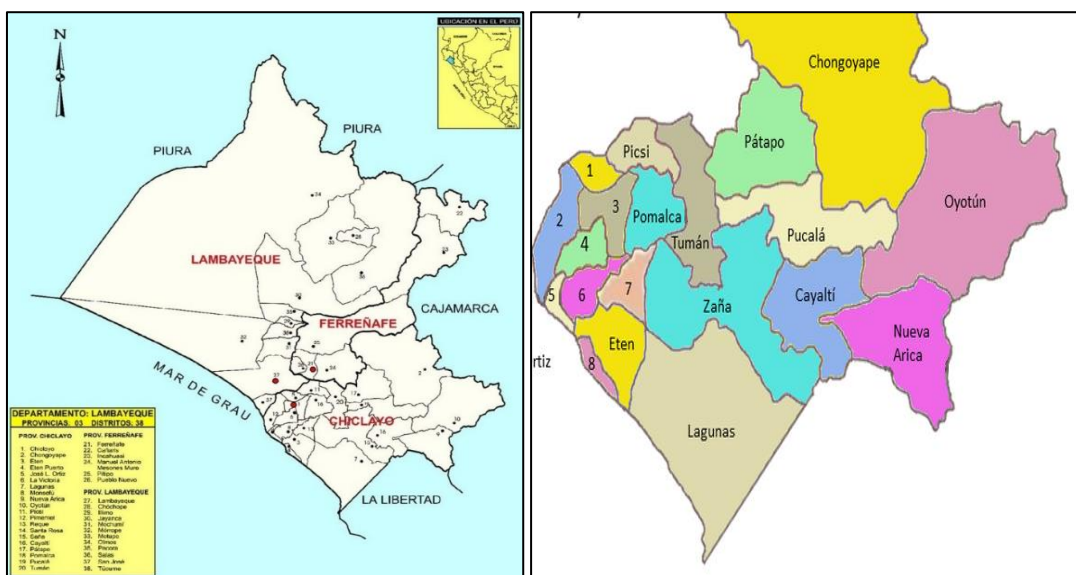 UBICACIÓN EN EL PERÚ
N
PIURA
PIURA
LAMBAYEQUE
CAJAMARCA
FERREÑAFE
MAR DE GRAU
CHICLAYO
LA LIBERTAD
DEPARTAMENTO: LAMBAYEQUE
PROVINCIAS: 03 DISTRITOS: 38
PROV. CHICLAYO
1. Chiclayo
2. Chongoyape
3. Eten
4. Eten Puerto
5. José L. Ortiz
6. La Victoria
7. Lagunas
8. Monsefú
9. Nueva Arica
10. Oyotún
11. Picsi
12. Pimentel
13. Reque
14. Santa Rosa
15. Saña
16. Cayaltí
17. Pátapo
18. Pomalca
19. Pucalá
20. Tumán
PROV. FERREÑAFE
21. Ferreñafe
22. Cañaris
23. Incahuasi
24. Manuel Antonio
Mesones Muro
25. Pitipo
26. Pueblo Nuevo
PROV. LAMBAYEQUE
27. Lambayeque
28. Chóchope
29. Illimo
30. Jayanca
31. Mochumí
32. Mórrope
33. Motupe
34. Olmos
35. Pacora
36. Salas
37. San José
38. Túcume
Chongoyape
Pátapo
Picsi
1
Oyotún
2
3
Pomalca
Tumán
Pucalá
4
5
6
7
Zaña
Cayaltí
Nueva
Arica
Eten
8
rtiz
Lagunas